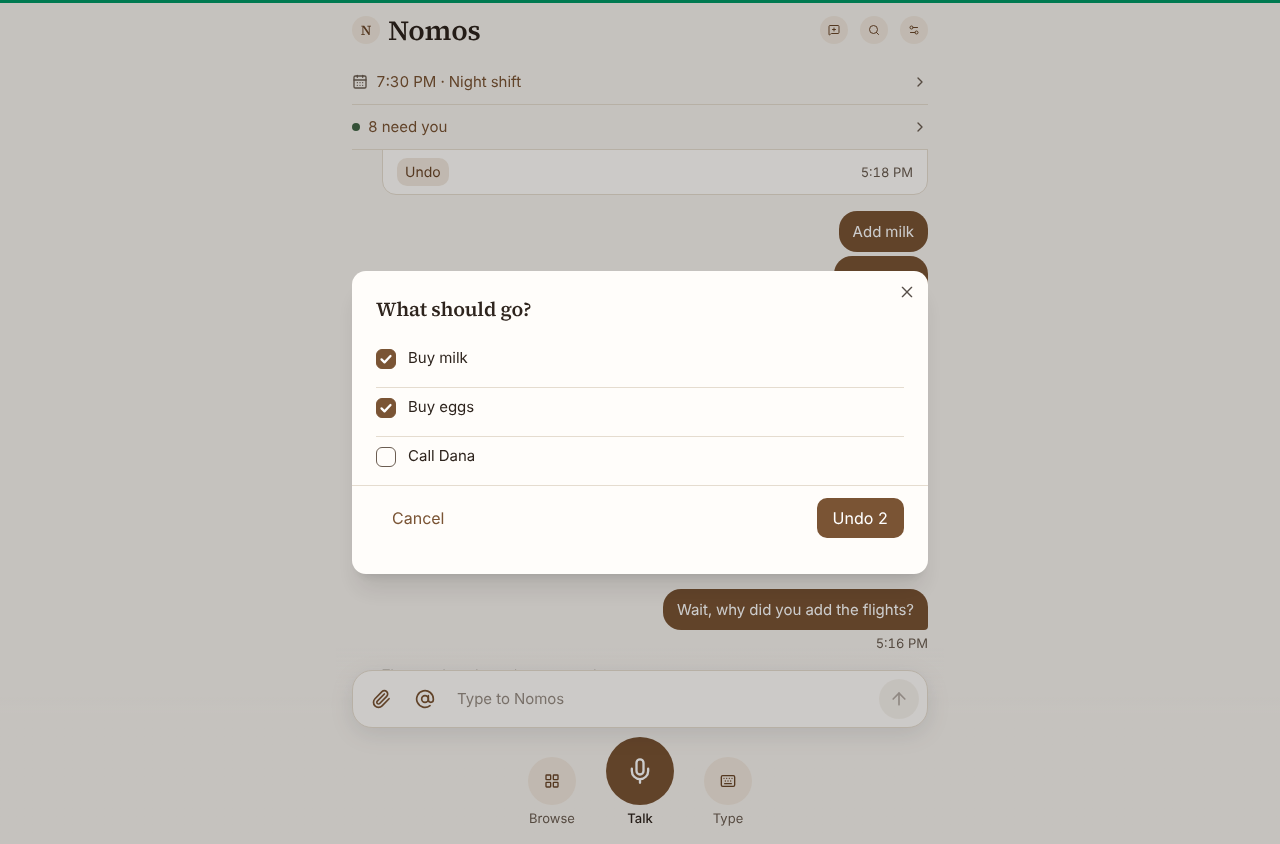 N Nomos
7:30 PM · Night shift
8 need you
Undo 5:18 PM
Add milk
What should go?
Buy milk
Buy eggs
Call Dana
Cancel Undo 2
Wait, why did you add the flights?
5:16 PM
Type to Nomos
Browse Talk Type